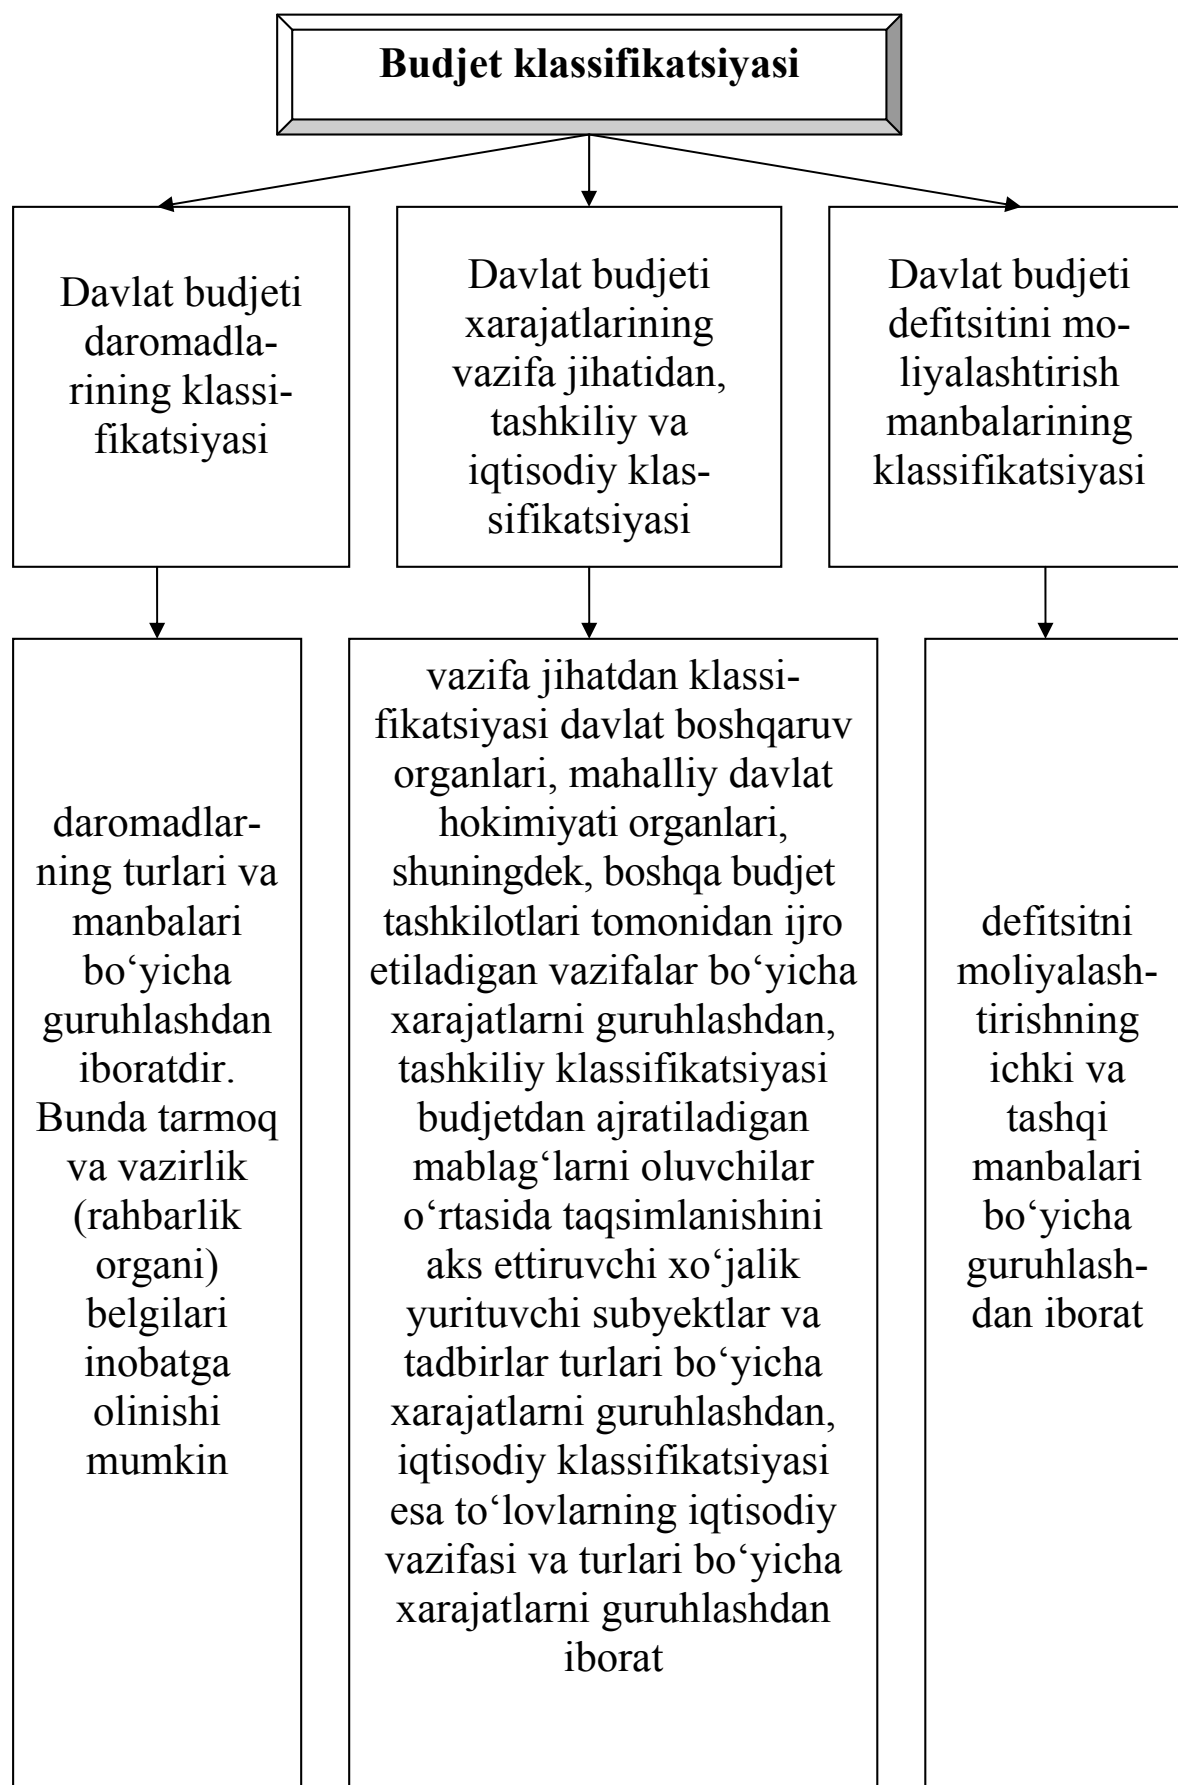 Budjet klassifikatsiyasi
Davlat budjeti
daromadla-
rining klassi-
fikatsiyasi
Davlat budjeti
xarajatlarining
vazifa jihatidan,
tashkiliy va
iqtisodiy klas-
sifikatsiyasi
Davlat budjeti
defitsitini mo-
liyalashtirish
manbalarining
klassifikatsiyasi
daromadlar-
ning turlari va
manbalari
bo‘yicha
guruhlashdan
iboratdir.
Bunda tarmoq
va vazirlik
(rahbarlik
organi)
belgilari
inobatga
olinishi
mumkin
vazifa jihatdan klassi-
fikatsiyasi davlat boshqaruv
organlari, mahalliy davlat
hokimiyati organlari,
shuningdek, boshqa budjet
tashkilotlari tomonidan ijro
etiladigan vazifalar bo‘yicha
xarajatlarni guruhlashdan,
tashkiliy klassifikatsiyasi
budjetdan ajratiladigan
mablag‘larni oluvchilar
o‘rtasida taqsimlanishini
aks ettiruvchi xo‘jalik
yurituvchi subyektlar va
tadbirlar turlari bo‘yicha
xarajatlarni guruhlashdan,
iqtisodiy klassifikatsiyasi
esa to‘lovlarning iqtisodiy
vazifasi va turlari bo‘yicha
xarajatlarni guruhlashdan
iborat
defitsitni
moliyalash-
tirishning
ichki va
tashqi
manbalari
bo‘yicha
guruhlash-
dan iborat